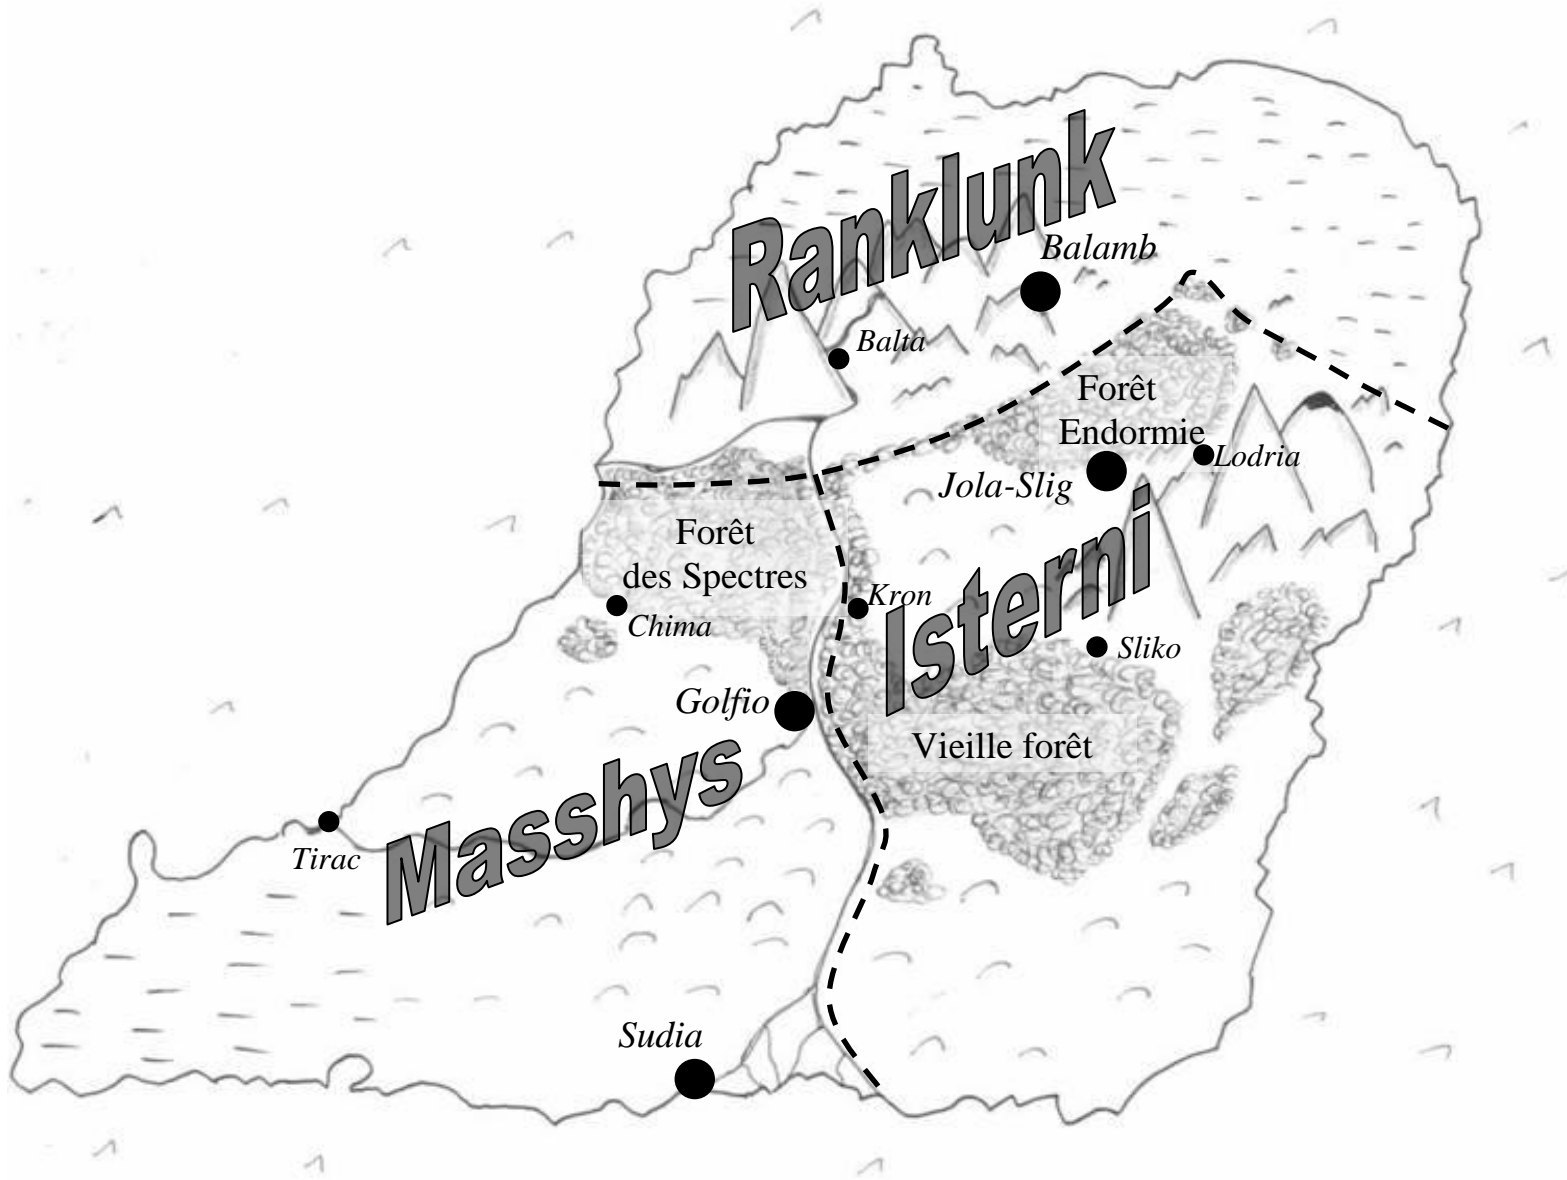 Ranklunk
Balamb
Balta
Forêt
Endormie
Lodria
Jola-Slig
Forêt
des Spectres
Kron
Chima
Isterni
Sliko
Golfio
Vieille forêt
Masshys
Tirac
Sudia